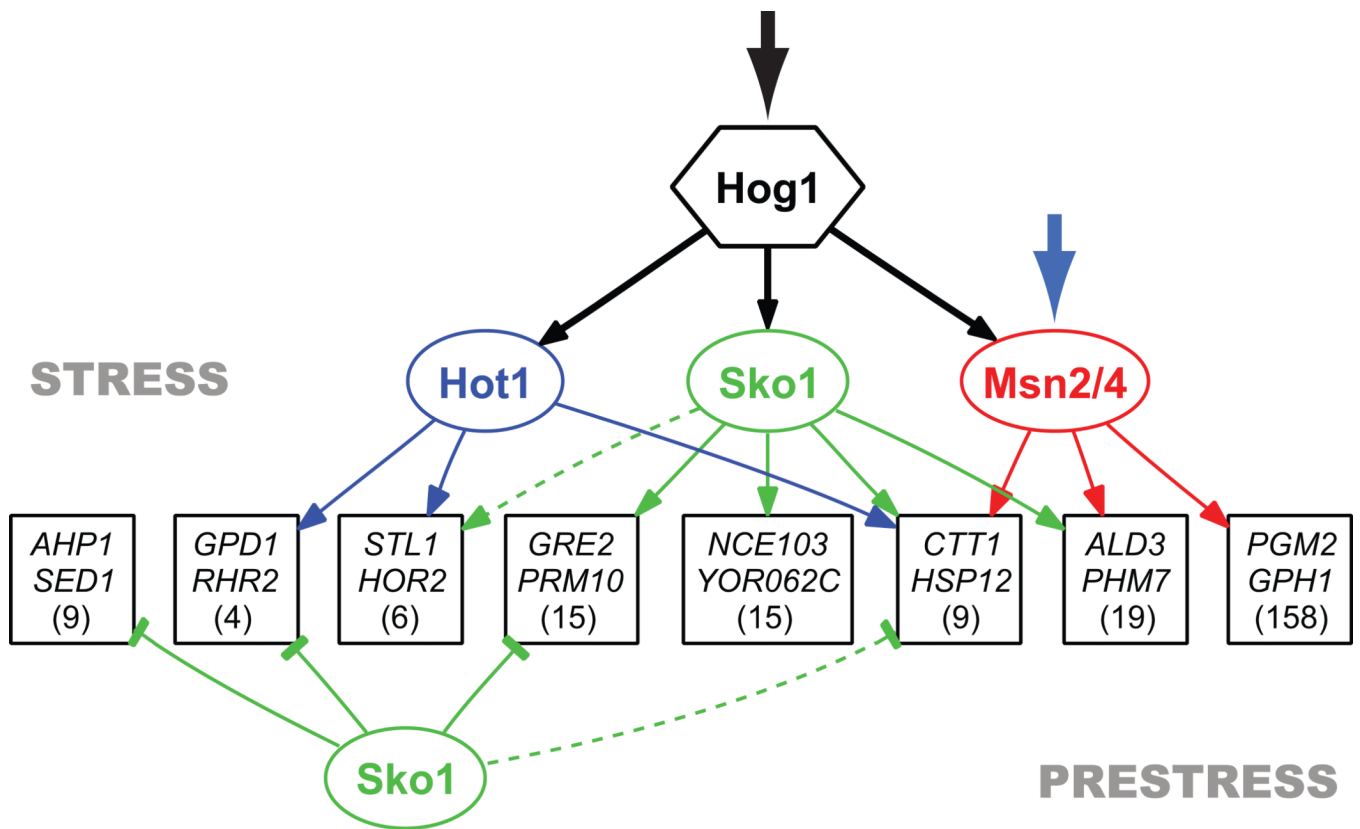 Hog1
STRESS
Hot1
Sko1
Msn2/4
AHP1
SED1
(9)
GPD1
RHR2
(4)
STL1
HOR2
(6)
GRE2
PRM10
(15)
NCE103
YOR062C
(15)
CTT1
HSP12
(9)
ALD3
PHM7
(19)
PGM2
GPH1
(158)
Sko1
PRESTRESS